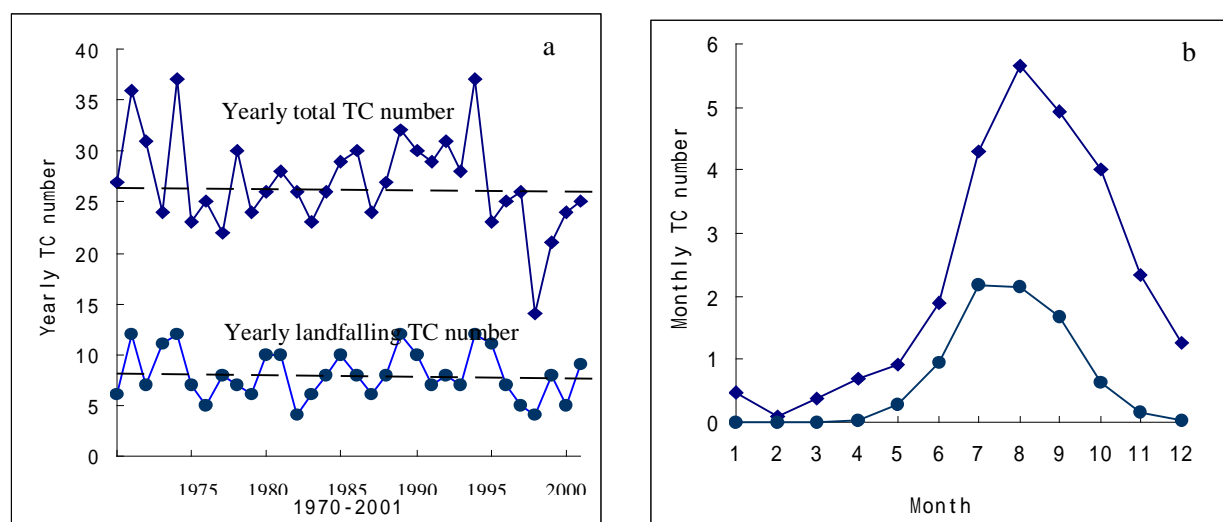 a
Yearly TC number
40
35
30
25
20
15
10
5
0
Yearly total TC number
Yearly landfalling TC number
1975 1980 1985 1990 1995 2000
1970-2001
b
Monthly TC number
6
5
4
3
2
1
0
1 2 3 4 5 6 7 8 9 10 11 12
Month